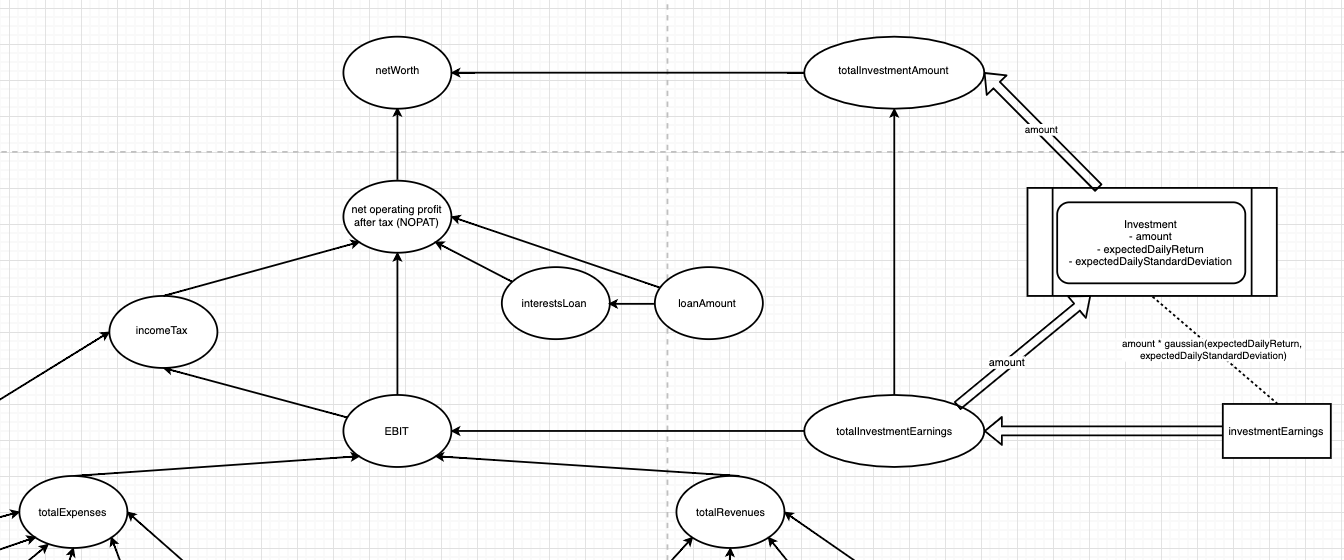 netWorth
totalInvestmentAmount
amount
net operating profit
after tax (NOPAT)
Investment
- amount
- expectedDailyReturn
- expectedDailyStandardDeviation
interestsLoan
loanAmount
incomeTax
amount * gaussian(expectedDailyReturn,
expectedDailyStandardDeviation)
amount
EBIT
totalInvestmentEarnings
investmentEarnings
totalExpenses
totalRevenues